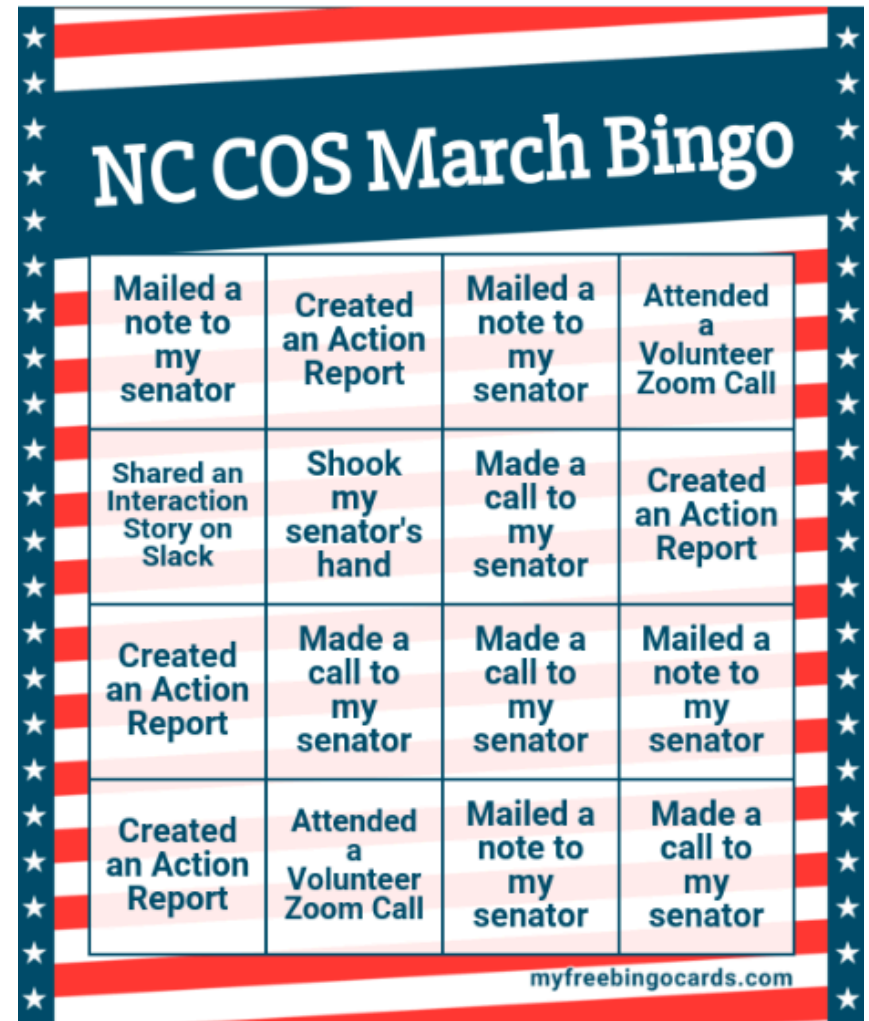 NC COS March Bingo
Mailed a
note to
my
senator
Created
an Action
Report
Mailed a
note to
my
senator
Attended
a
Volunteer
Zoom Call
Shared an
Interaction
Story on
Slack
Shook
my
senator's
hand
Made a
call to
my
senator
Created
an Action
Report
Created
an Action
Report
Made a
call to
my
senator
Made a
call to
my
senator
Mailed a
note to
my
senator
Created
an Action
Report
Attended
a
Volunteer
Zoom Call
Mailed a
note to
my
senator
Made a
call to
my
senator
myfreebingocards.com